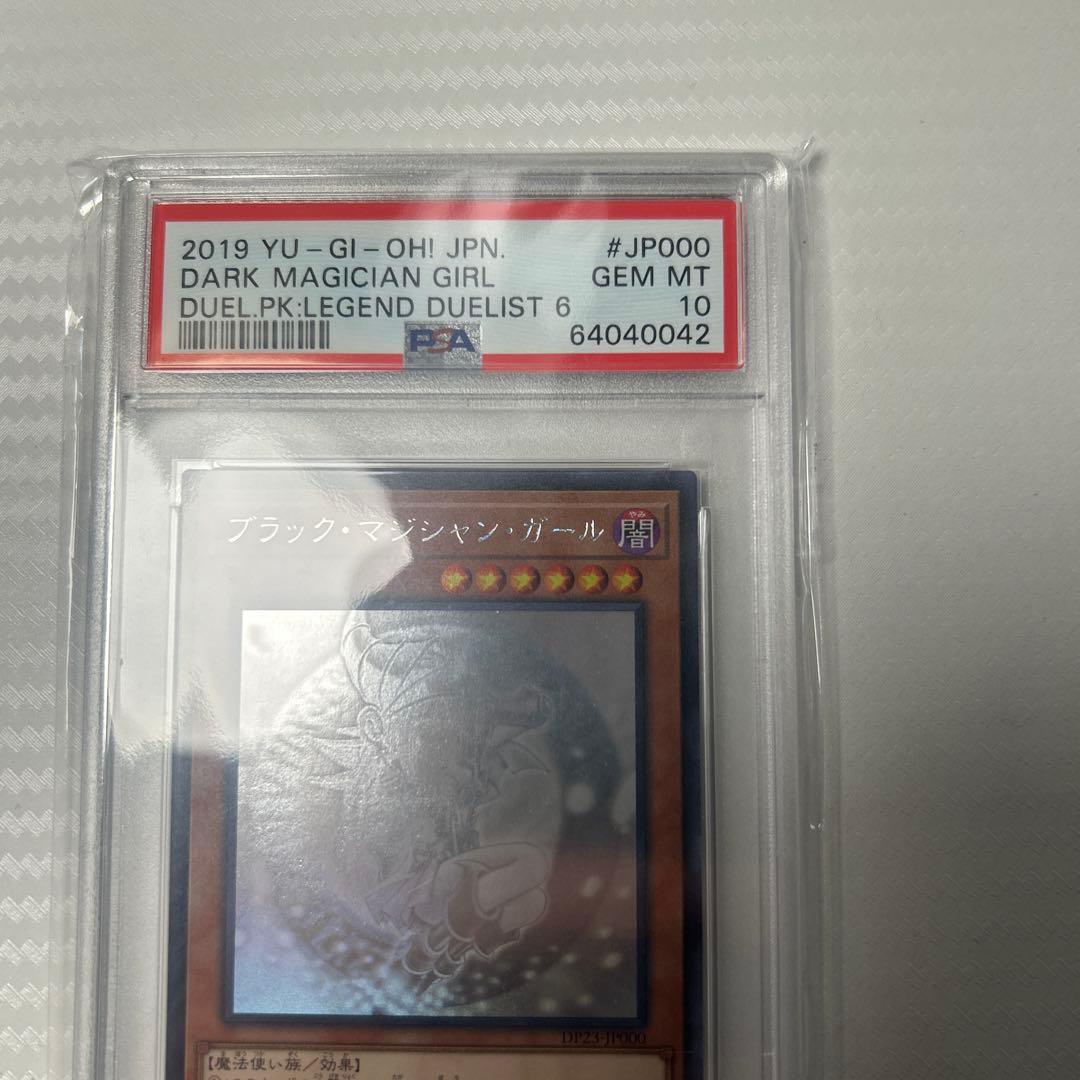 2019 YU-GI-OH! JPN. #JP000
DARK MAGICIAN GIRL GEM MT
DUEL.PK:LEGEND DUELIST 6 10
PSA 64040042
ブラック・マジシャン・ガール 闇
やみ
DP23-JP000
【魔法使い族／効果】